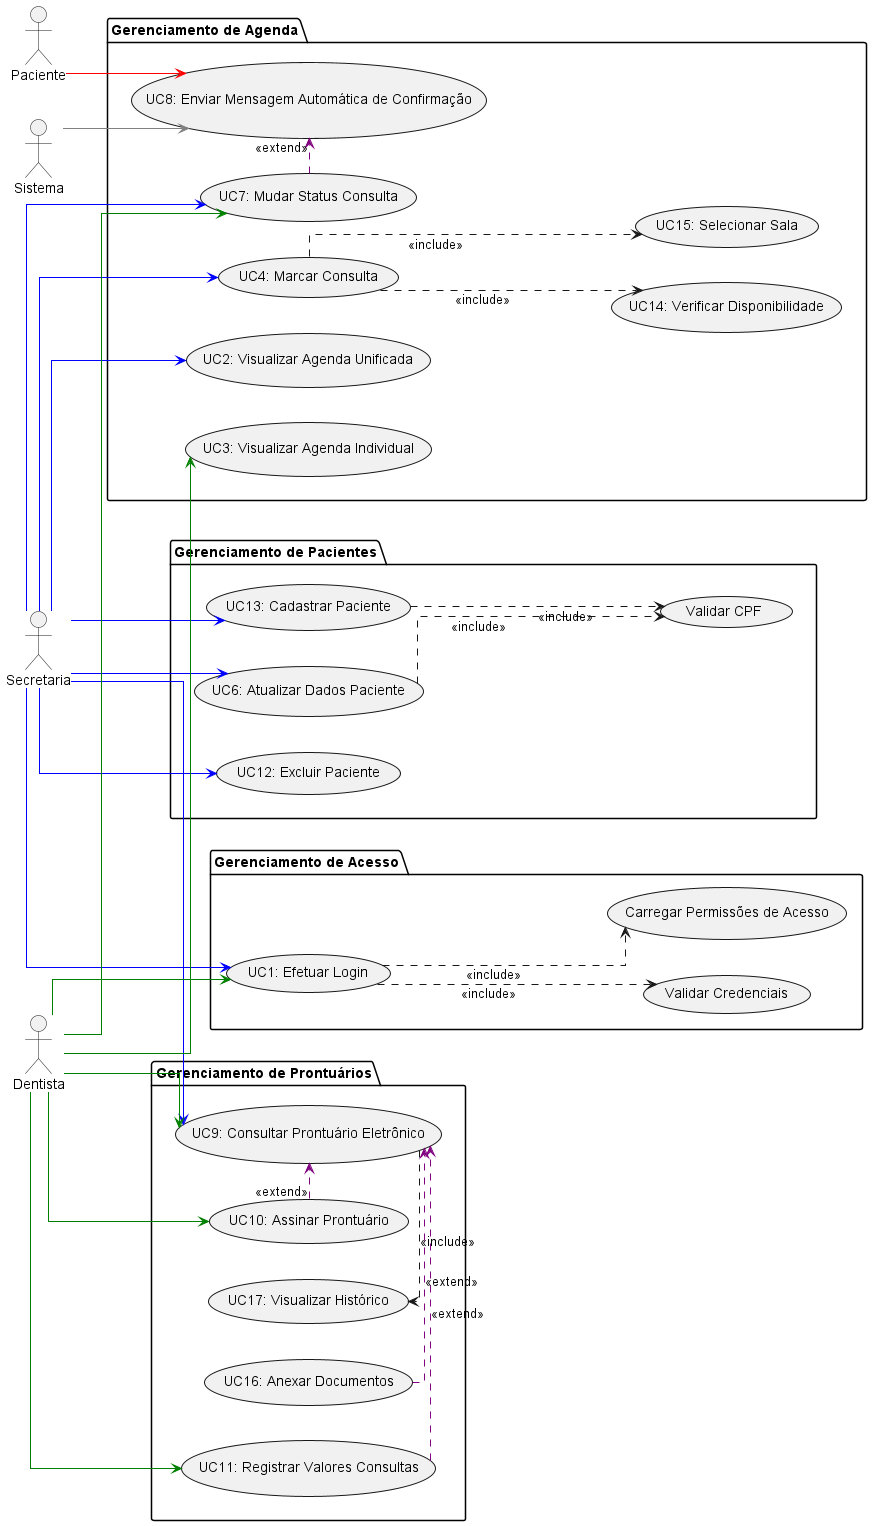 Paciente
Gerenciamento de Agenda
UC8: Enviar Mensagem Automática de Confirmação
Sistema
«extend»
UC7: Mudar Status Consulta
UC15: Selecionar Sala
«include»
UC4: Marcar Consulta
«include»
UC14: Verificar Disponibilidade
UC2: Visualizar Agenda Unificada
UC3: Visualizar Agenda Individual
Gerenciamento de Pacientes
UC13: Cadastrar Paciente
Validar CPF
«include»
«include»
Secretaria
UC6: Atualizar Dados Paciente
UC12: Excluir Paciente
Gerenciamento de Acesso
Carregar Permissões de Acesso
UC1: Efetuar Login
«include»
«include»
Validar Credenciais
Dentista
Gerenciamento de Prontuários
UC9: Consultar Prontuário Eletrônico
«extend»
UC10: Assinar Prontuário
«include»
«extend»
UC17: Visualizar Histórico
«extend»
UC16: Anexar Documentos
UC11: Registrar Valores Consultas